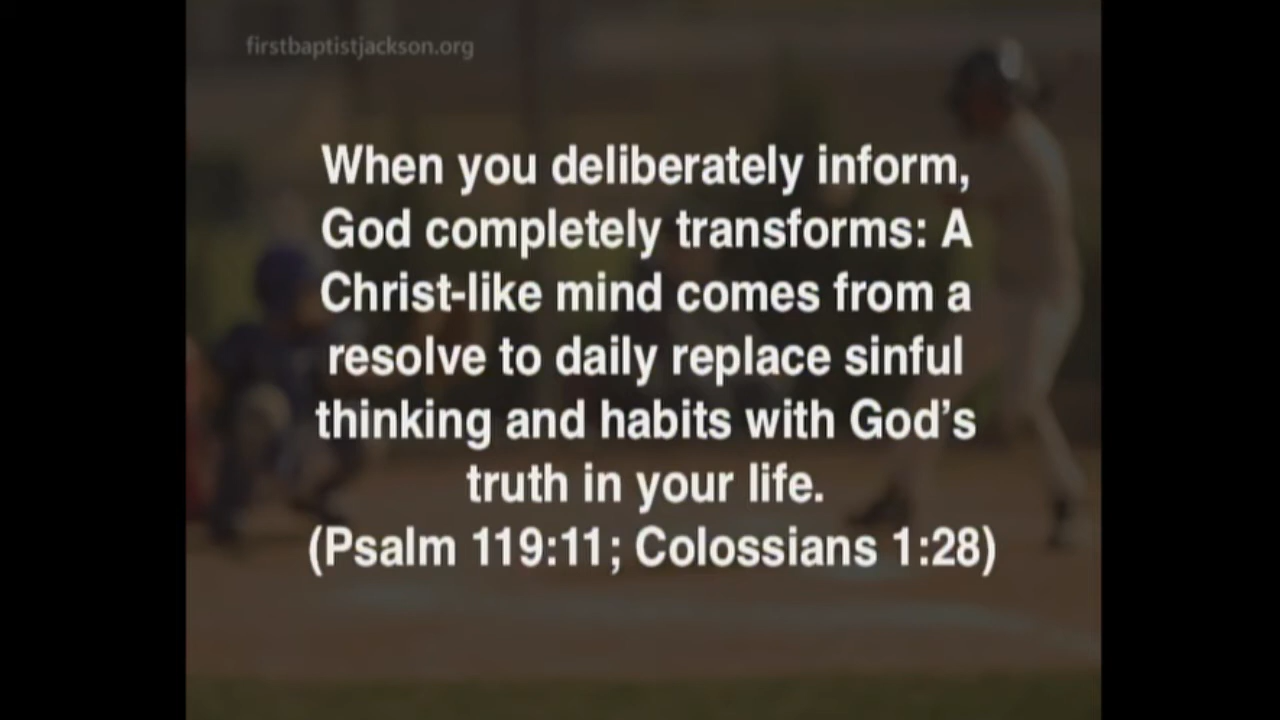 firstbaptistjackson.org
When you deliberately inform,
God completely transforms: A
Christ-like mind comes from a
resolve to daily replace sinful
thinking and habits with God’s
truth in your life.
(Psalm 119:11; Colossians 1:28)